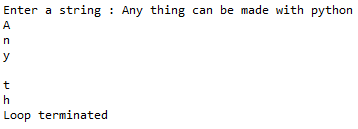 Enter a string : Any thing can be made with python
A
n
y

t
h
Loop terminated